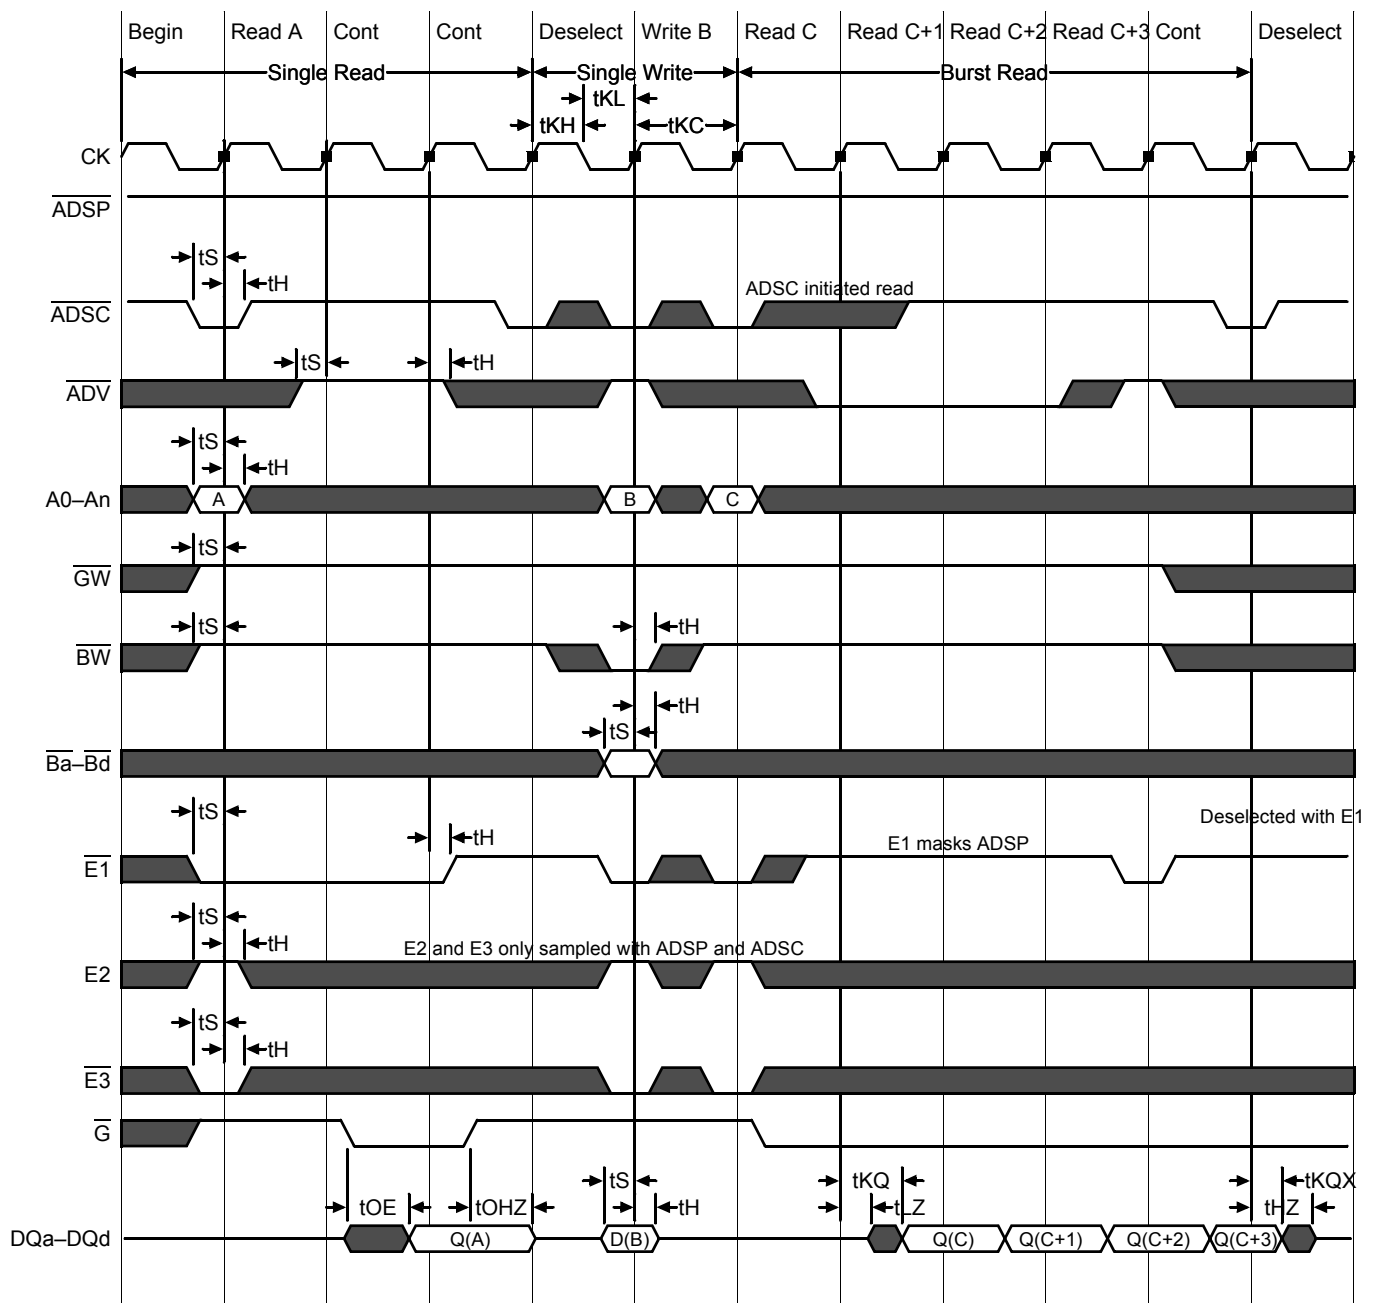 Begin Read A Cont Cont Deselect Write B Read C Read C+1 Read C+2 Read C+3 Cont Deselect
Single Read Single Write Burst Read
tKL
tKH tKC
CK
ADSP
tS
tH
ADSC initiated read
ADSC
tS tH
ADV
tS
tH
A0–An A B C
tS
GW
tS tH
BW
tH
tS
Ba–Bd
tS Deselected with E1
tH E1 masks ADSP
E1
tS
tH E2 and E3 only sampled with ADSP and ADSC
E2
tS
tH
E3
G
tS tKQ tKQX
tOE tOHZ tH tLZ tHZ
DQa–DQd Q(A) D(B) Q(C) Q(C+1) Q(C+2) Q(C+3)